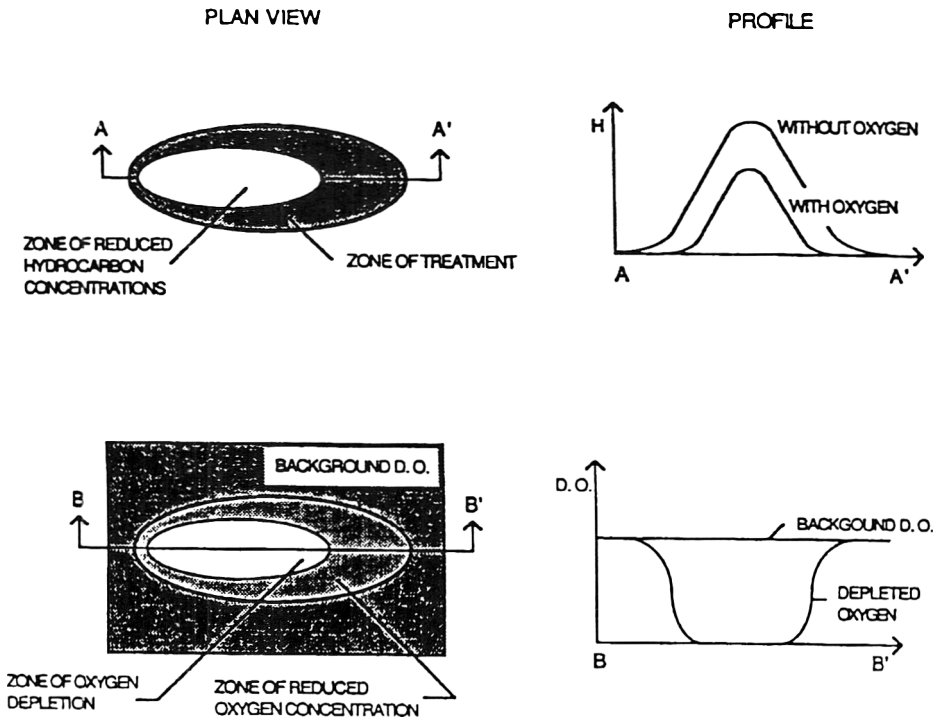 PLAN VIEW
PROFILE
A
A'
ZONE OF REDUCED
HYDROCARBON
CONCENTRATIONS
ZONE OF TREATMENT
H
WITHOUT OXYGEN
WITH OXYGEN
A
A'
BACKGROUND D. O.
B
B'
ZONE OF OXYGEN
DEPLETION
ZONE OF REDUCED
OXYGEN CONCENTRATION
D. O.
BACKGOUND D. O.
DEPLETED
OXYGEN
B
B'